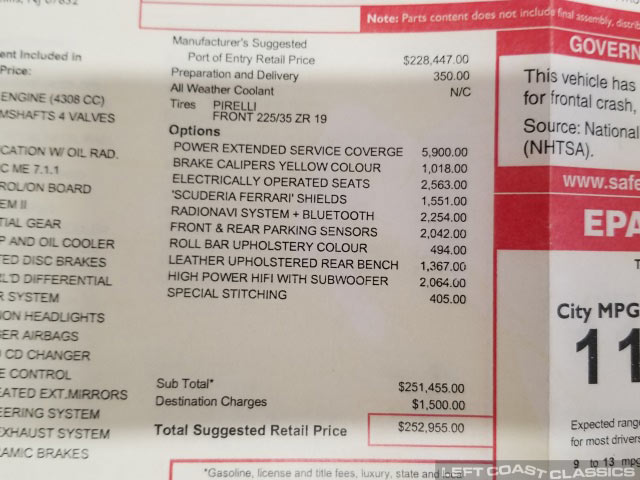 Note: Parts content does not include final assembly, distrib
ent Included in
Price:
ENGINE (4308 CC)
MSHAFTS 4 VALVES
CATION W/ OIL RAD.
C ME 7.1.1
ROL/ON BOARD
EM II
TIAL GEAR
P AND OIL COOLER
TED DISC BRAKES
RL'D DIFFERENTIAL
R SYSTEM
ION HEADLIGHTS
ER AIRBAGS
CD CHANGER
E CONTROL
EATED EXT.MIRRORS
EERING SYSTEM
EXHAUST SYSTEM
AMIC BRAKES
Manufacturer's Suggested
Port of Entry Retail Price $228,447.00
Preparation and Delivery 350.00
All Weather Coolant N/C
Tires PIRELLI
FRONT 225/35 ZR 19
Options
POWER EXTENDED SERVICE COVERGE 5,900.00
BRAKE CALIPERS YELLOW COLOUR 1,018.00
ELECTRICALLY OPERATED SEATS 2,563.00
'SCUDERIA FERRARI' SHIELDS 1,551.00
RADIONAVI SYSTEM + BLUETOOTH 2,254.00
FRONT & REAR PARKING SENSORS 2,042.00
ROLL BAR UPHOLSTERY COLOUR 494.00
LEATHER UPHOLSTERED REAR BENCH 1,367.00
HIGH POWER HIFI WITH SUBWOOFER 2,064.00
SPECIAL STITCHING 405.00
Sub Total* $251,455.00
Destination Charges $1,500.00
Total Suggested Retail Price $252,955.00
*Gasoline, license and title fees, luxury, state and local
GOVERN
This vehicle has
for frontal crash,
Source: National
(NHTSA).
www.safe
EPA
City MPG
11
Expected range
for most drivers
9 to 13 mpg
LEFT COAST CLASSICS